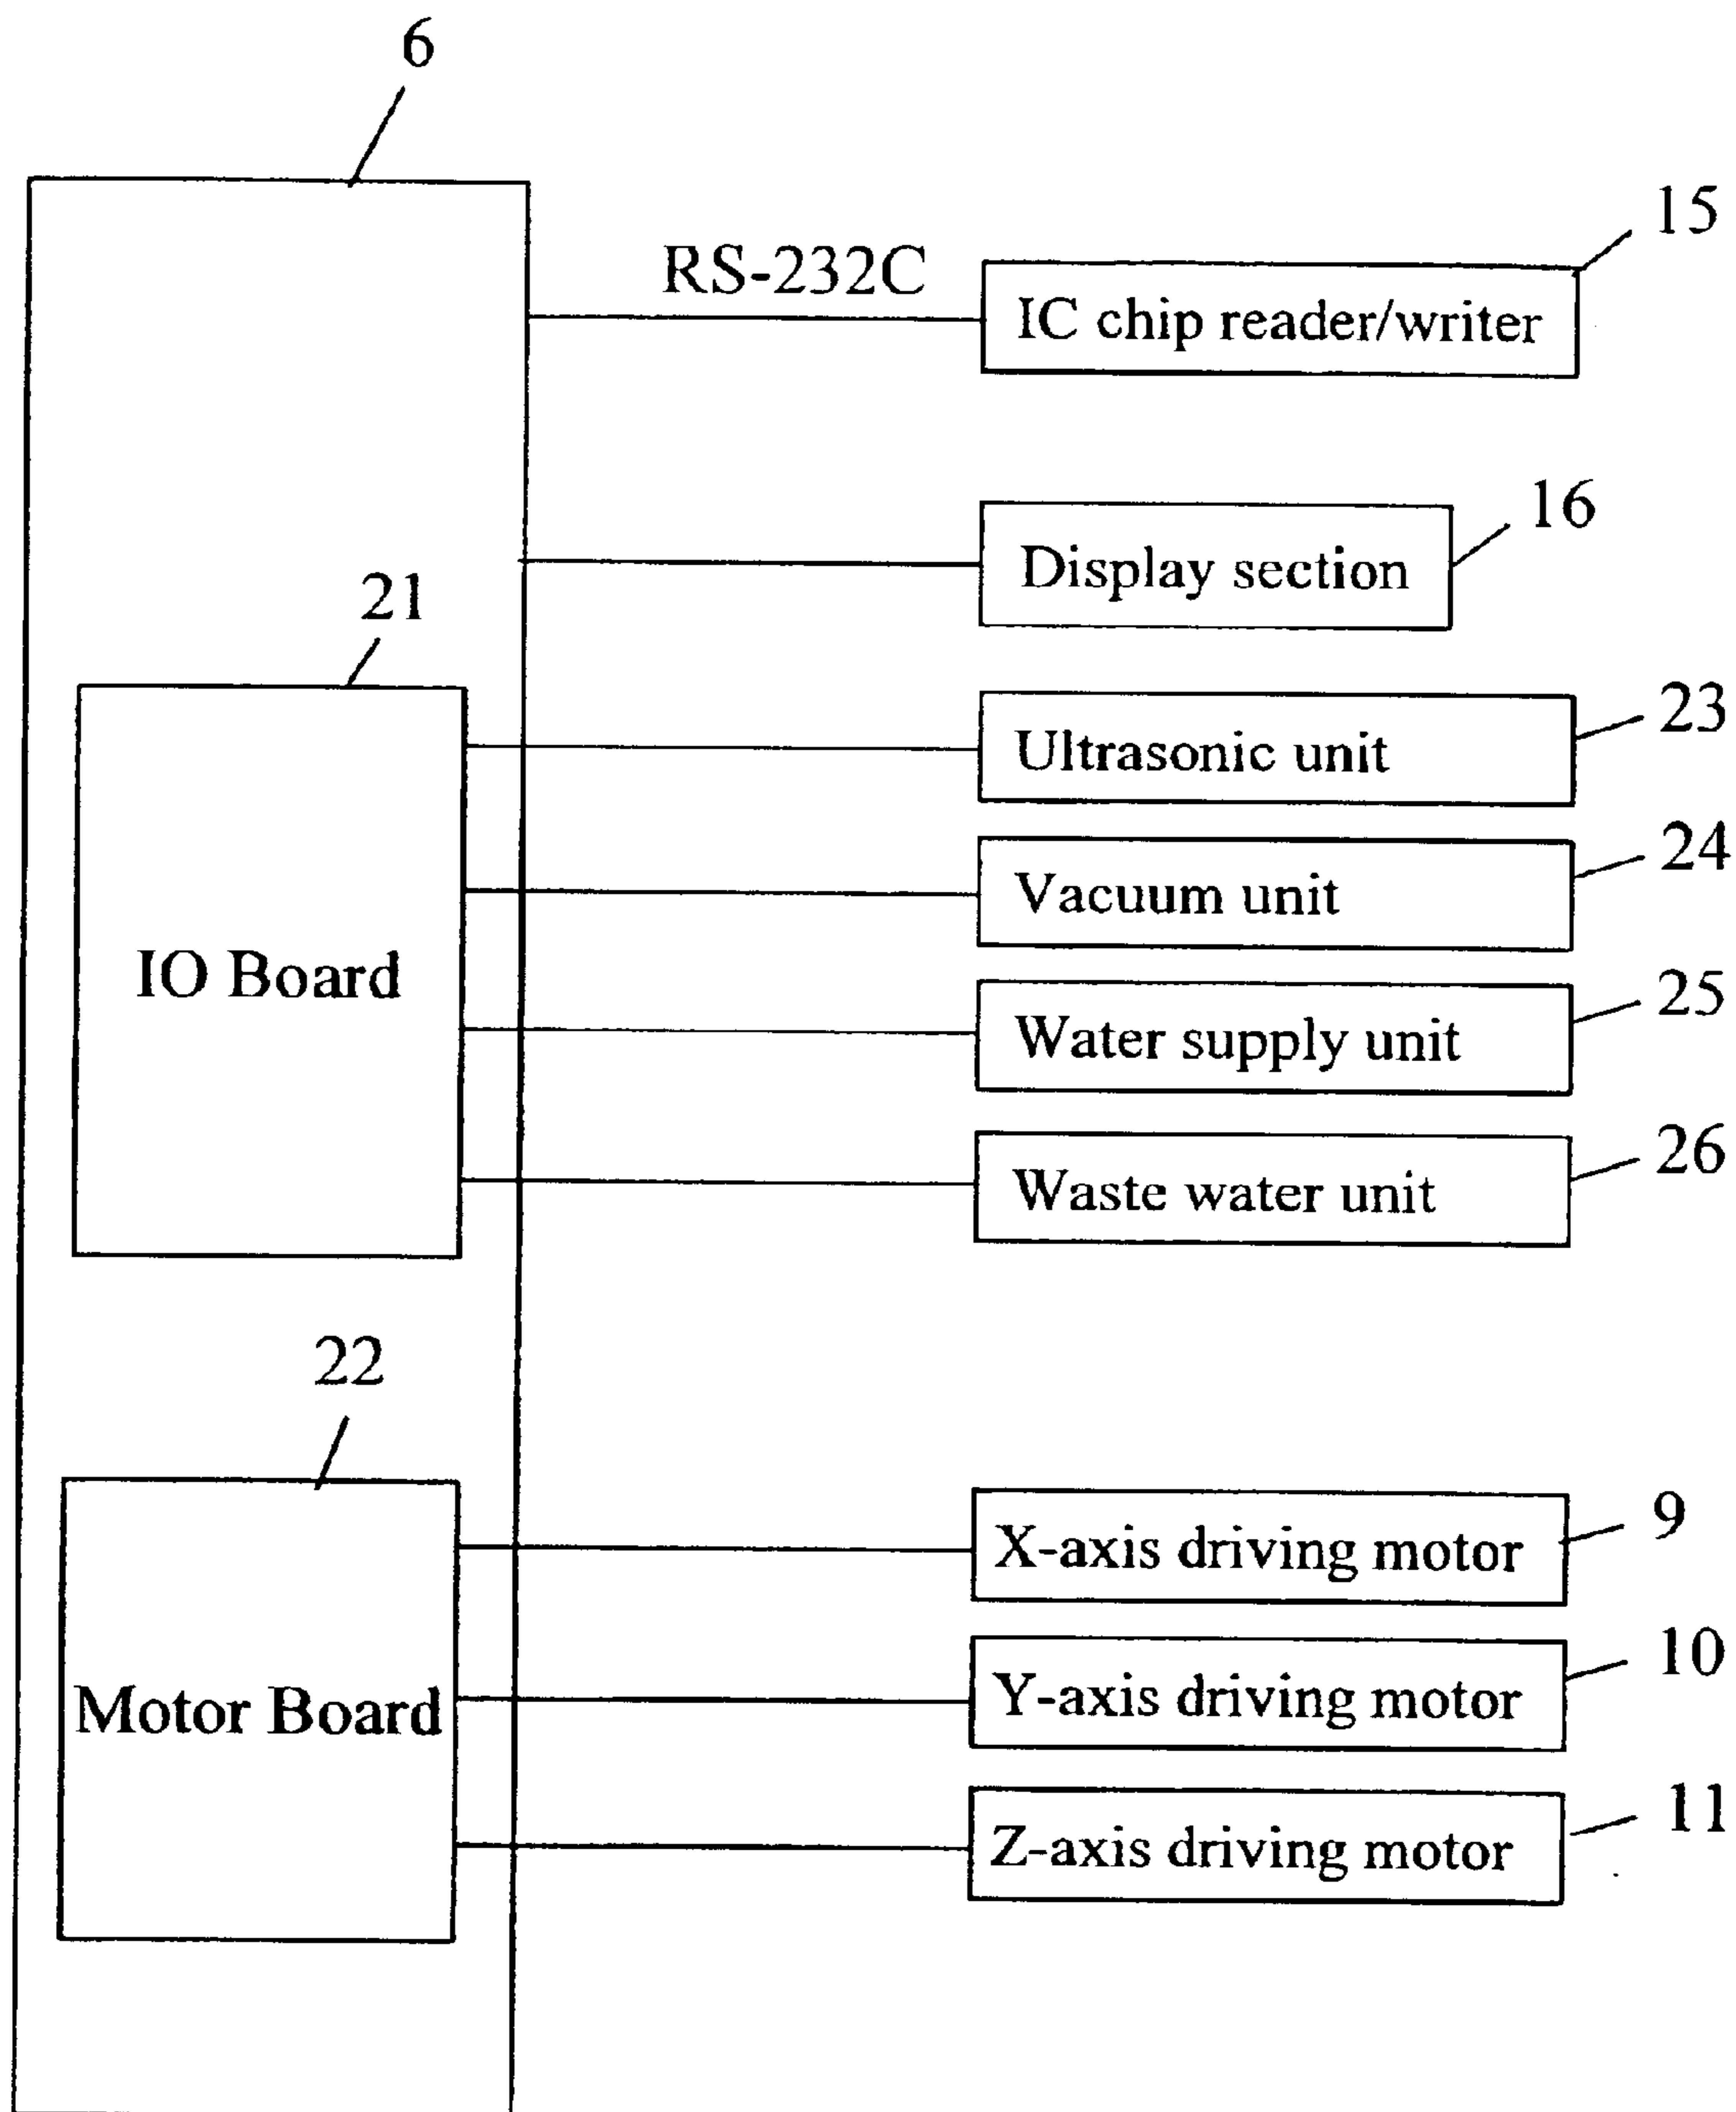 6
15
RS-232C
IC chip reader/writer
16
Display section
21
23
Ultrasonic unit
24
Vacuum unit
IO Board
25
Water supply unit
26
Waste water unit
22
9
X-axis driving motor
10
Y-axis driving motor
Motor Board
11
Z-axis driving motor